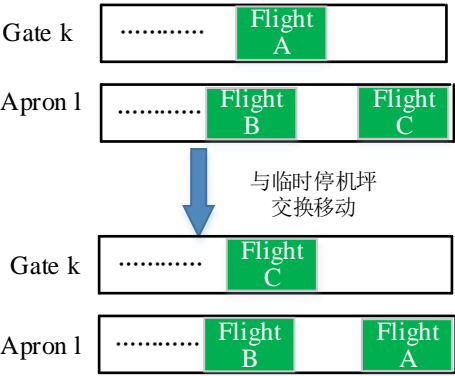 Gate k
............
Flight
A
Apron l
............
Flight
B
Flight
C
与临时停机坪
交换移动
Gate k
............
Flight
C
Apron l
............
Flight
B
Flight
A